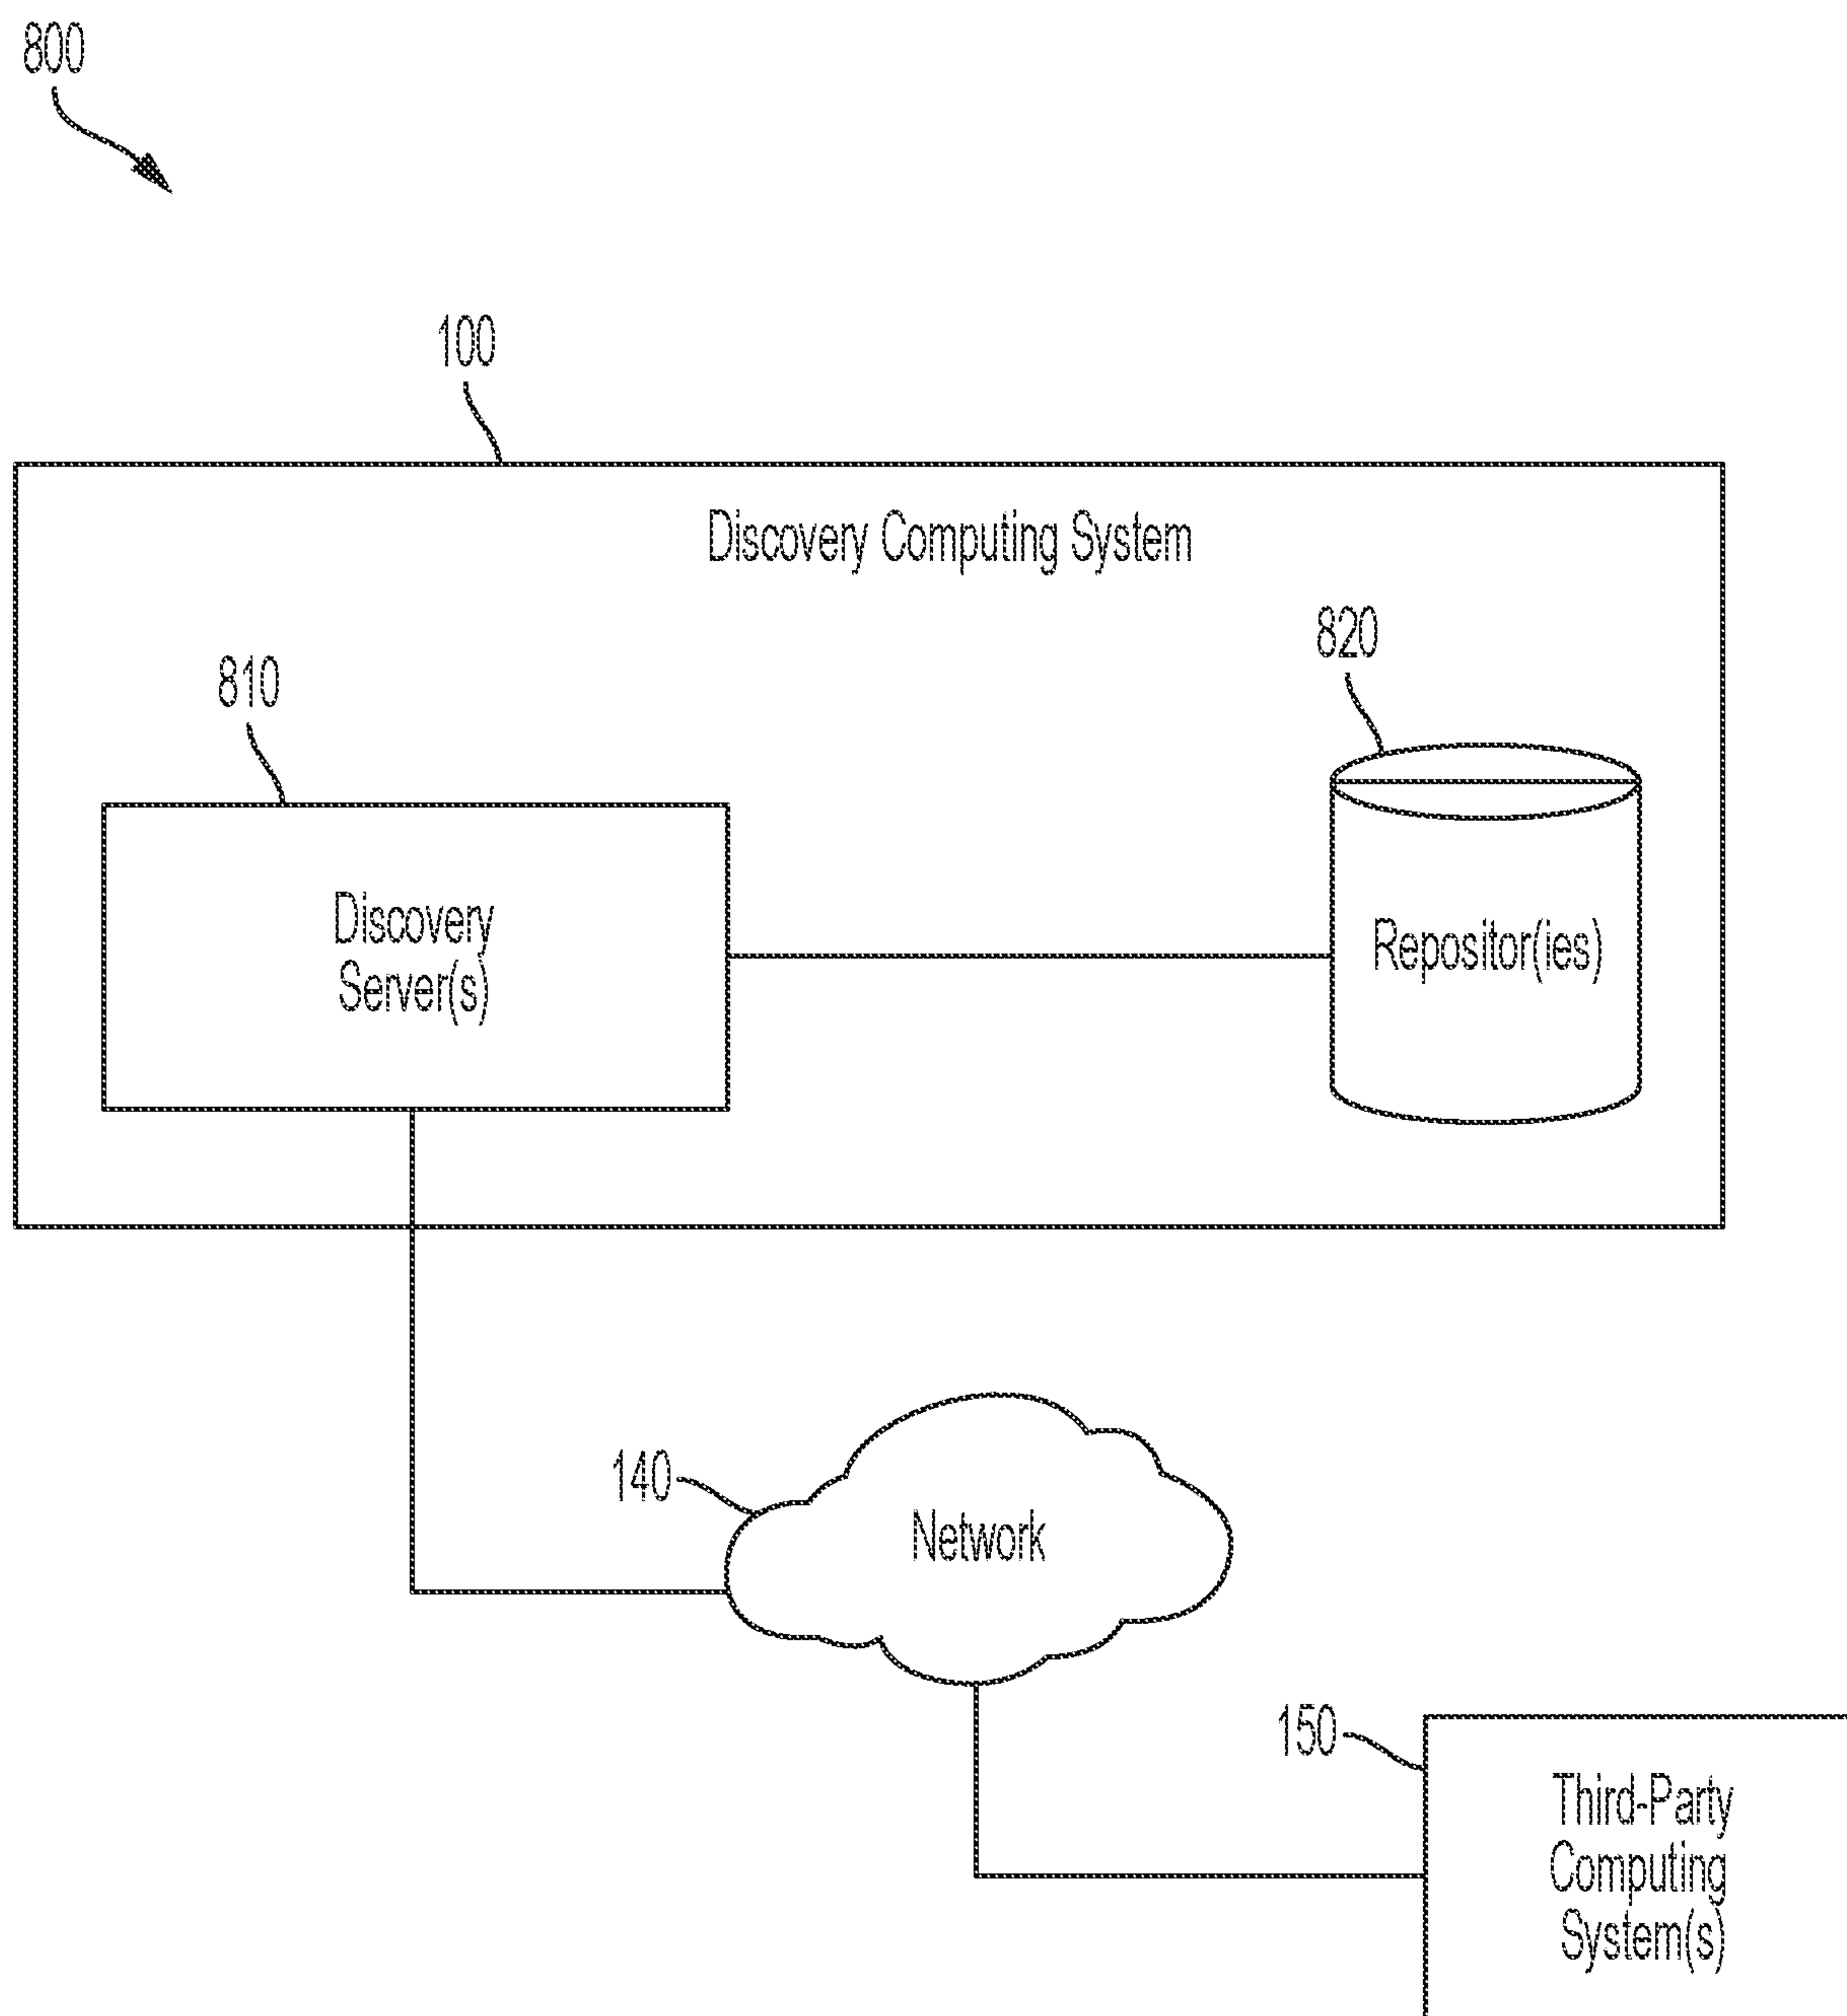 800
100
Discovery Computing System
820
810
Discovery
Server(s)
Repositor(ies)
140
Network
150
Third-Party
Computing
System(s)